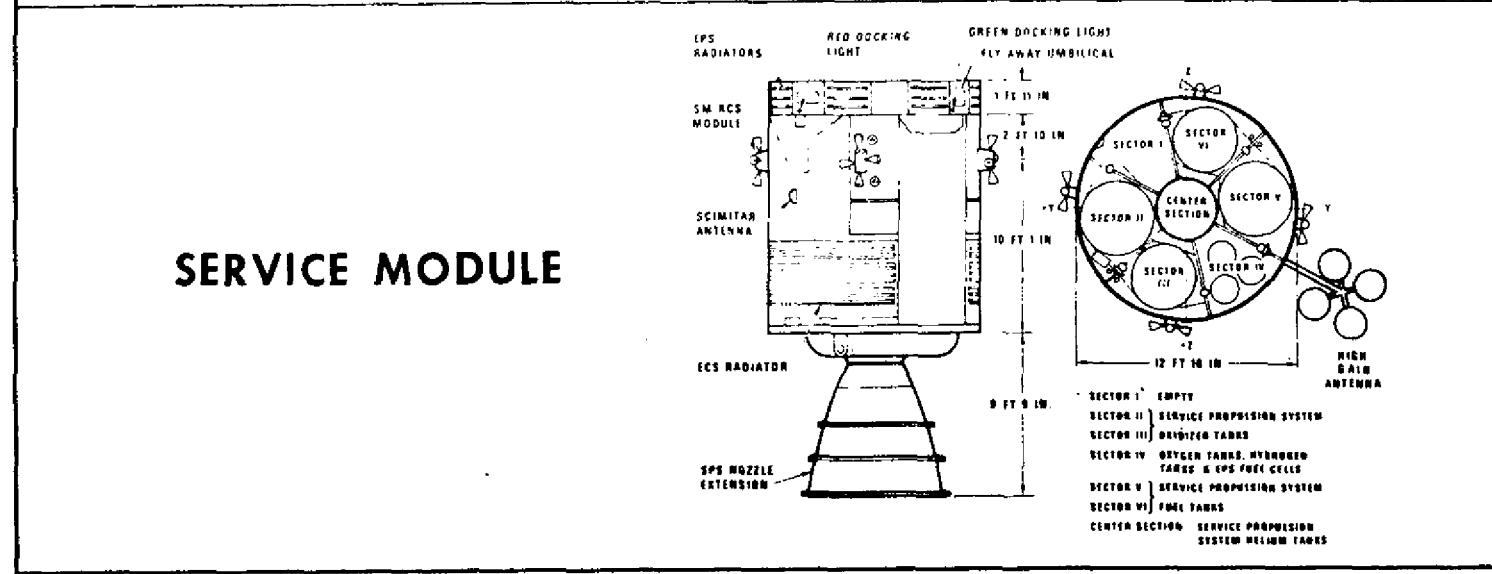 SERVICE MODULE
EPS
RADIATORS
RED DOCKING
LIGHT
GREEN DOCKING LIGHT
FLY AWAY UMBILICAL
SM RCS
MODULE
2 FT 10 IN
SCIMITAR
ANTENNA
10 FT 1 IN
ECS RADIATOR
9 FT 9 IN.
SPS NOZZLE
EXTENSION
Z
SECTOR
VI
SECTOR I
SECTOR V
CENTER
SECTION
SECTOR II
+Y
Y
SECTOR
III
SECTOR IV
+Z
12 FT 10 IN
HIGH
GAIN
ANTENNA
SECTOR I EMPTY
SECTOR II SERVICE PROPULSION SYSTEM
SECTOR III OXIDIZER TANKS
SECTOR IV OXYGEN TANKS, HYDROGEN
TANKS & EPS FUEL CELLS
SECTOR V SERVICE PROPULSION SYSTEM
SECTOR VI FUEL TANKS
CENTER SECTION SERVICE PROPULSION
SYSTEM HELIUM TANKS